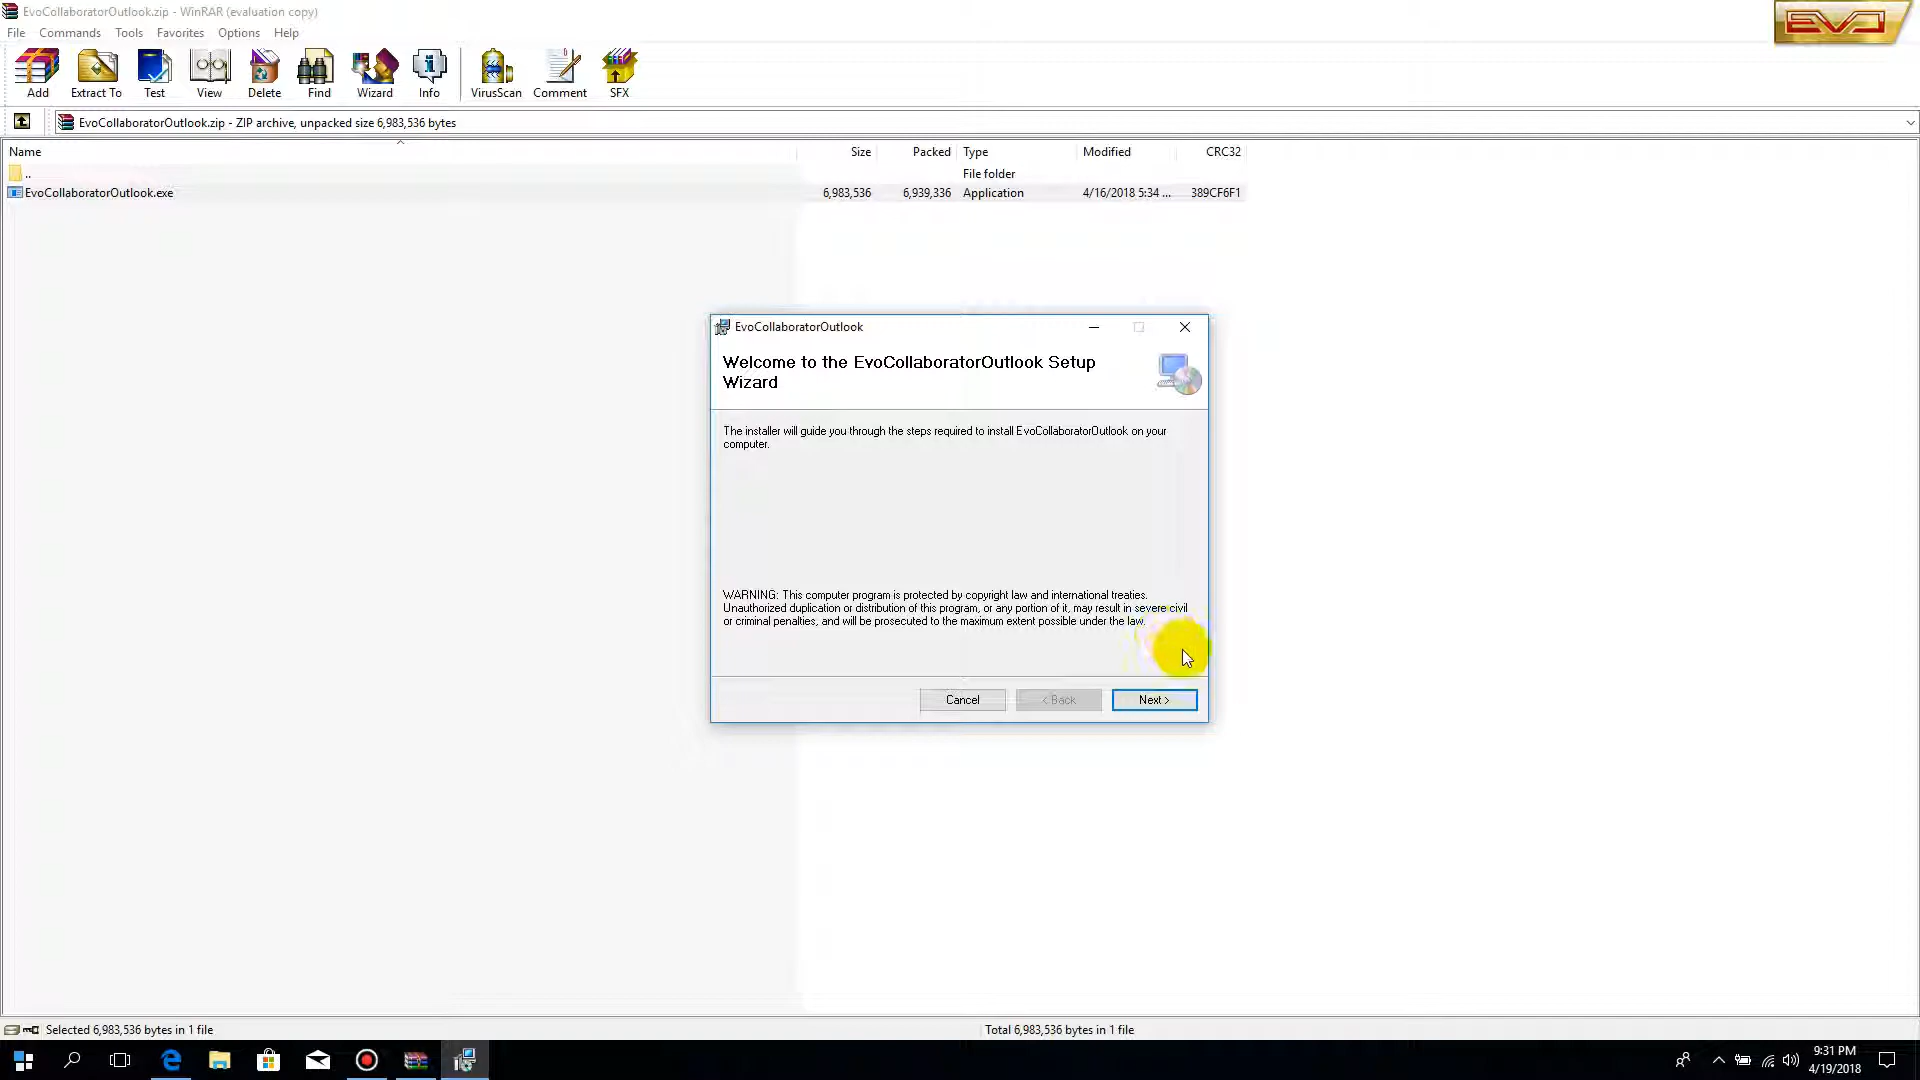 EvoCollaboratorOutlook.zip - WinRAR (evaluation copy)
EVO
File Commands Tools Favorites Options Help
Add Extract To Test View Delete Find Wizard Info VirusScan Comment SFX
EvoCollaboratorOutlook.zip - ZIP archive, unpacked size 6,983,536 bytes
Name Size Packed Type Modified CRC32
.. File folder
EvoCollaboratorOutlook.exe 6,983,536 6,939,336 Application 4/16/2018 5:34 ... 389CF6F1
EvoCollaboratorOutlook
Welcome to the EvoCollaboratorOutlook Setup
Wizard
The installer will guide you through the steps required to install EvoCollaboratorOutlook on your
computer.
WARNING: This computer program is protected by copyright law and international treaties.
Unauthorized duplication or distribution of this program, or any portion of it, may result in severe civil
or criminal penalties, and will be prosecuted to the maximum extent possible under the law.
Cancel < Back Next >
Selected 6,983,536 bytes in 1 file Total 6,983,536 bytes in 1 file
9:31 PM
4/19/2018